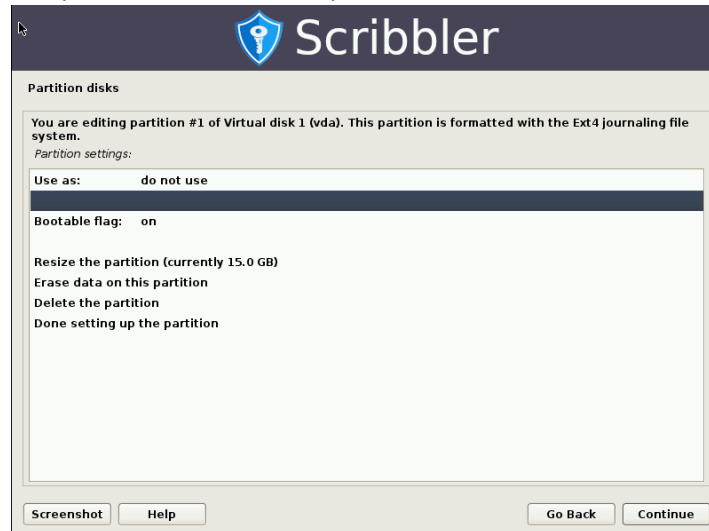 Scribbler
Partition disks
You are editing partition #1 of Virtual disk 1 (vda). This partition is formatted with the Ext4 journaling file
system.
Partition settings:
Use as: do not use
Bootable flag: on
Resize the partition (currently 15.0 GB)
Erase data on this partition
Delete the partition
Done setting up the partition
Screenshot Help Go Back Continue